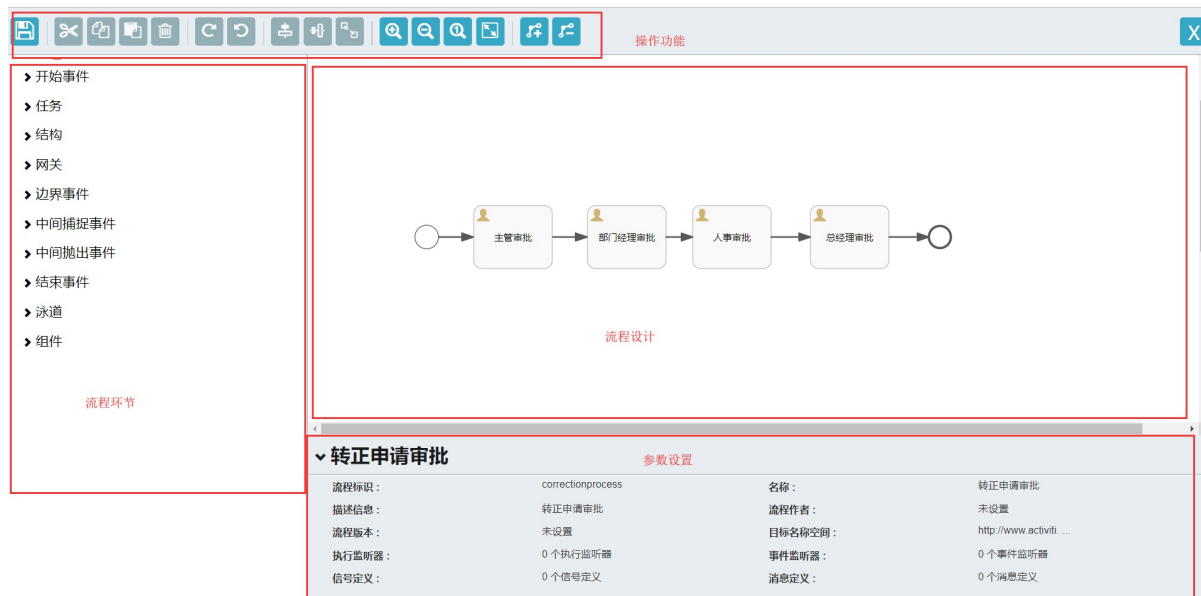 操作功能
X
开始事件
任务
结构
网关
边界事件
中间捕捉事件
中间抛出事件
结束事件
泳道
组件
流程环节
主管审批
部门经理审批
人事审批
总经理审批
流程设计
转正申请审批
参数设置
流程标识: correctionprocess 名称: 转正申请审批
描述信息: 转正申请审批 流程作者: 未设置
流程版本: 未设置 目标名称空间: http://www.activiti. ...
执行监听器: 0 个执行监听器 事件监听器: 0 个事件监听器
信号定义: 0 个信号定义 消息定义: 0 个消息定义